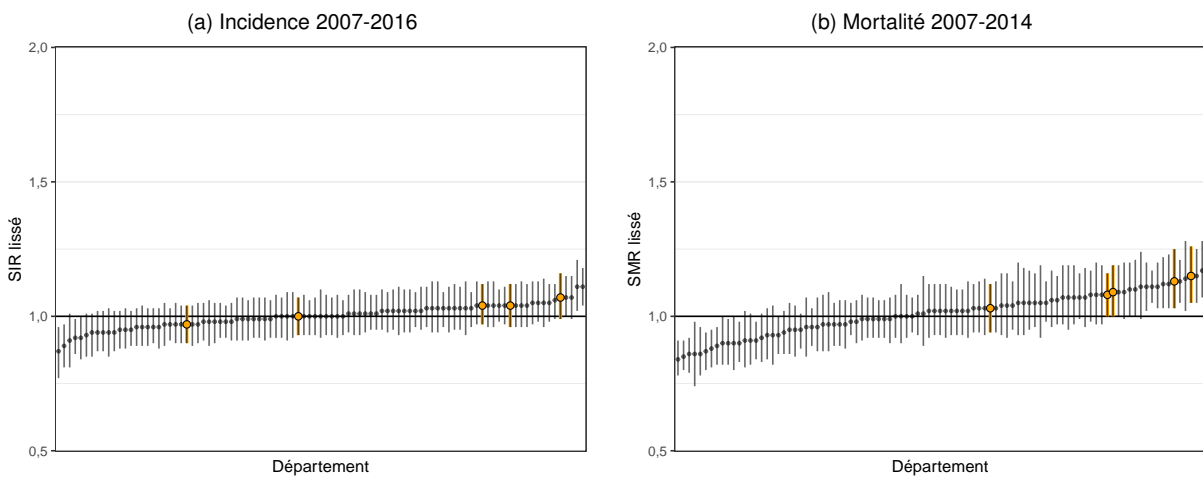 (a) Incidence 2007-2016
2,0
1,5
1,0
0,5
SIR lissé
Département
(b) Mortalité 2007-2014
2,0
1,5
1,0
0,5
SMR lissé
Département